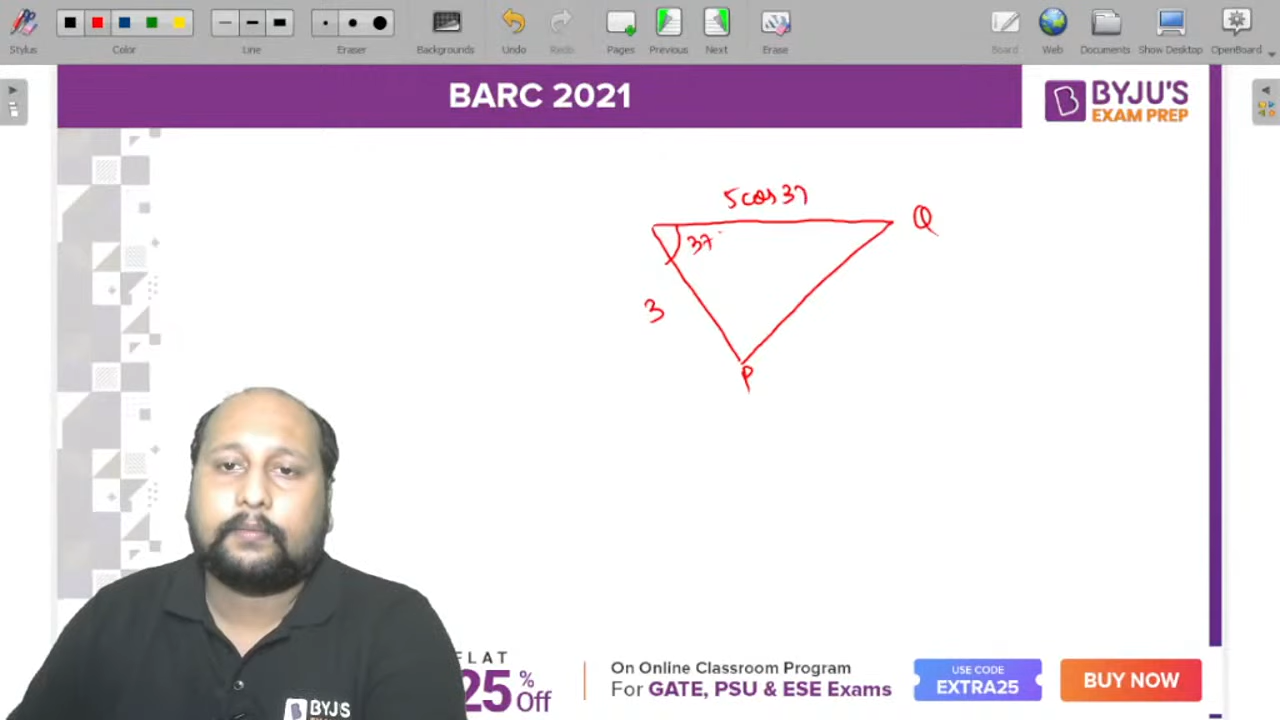 Stylus
Color
Line
Eraser
Backgrounds
Undo
Redo
Pages
Previous
Next
Erase
Board
Web
Documents
Show Desktop
OpenBoard
BARC 2021
BYJU'S
EXAM PREP
5cos37
Q
37
3
P
FLAT
25% Off
On Online Classroom Program
For GATE, PSU & ESE Exams
USE CODE
EXTRA25
BUY NOW
BYJU'S